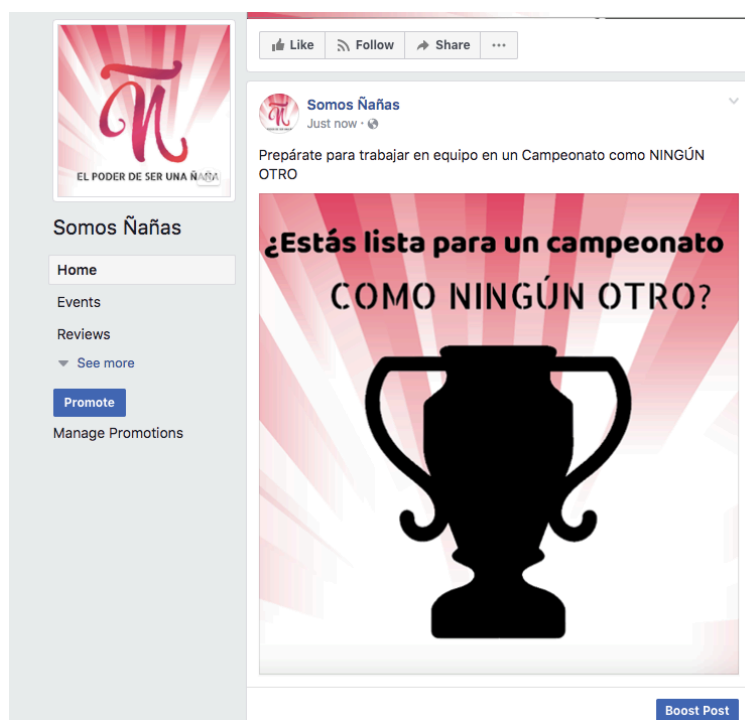 Ñ
EL PODER DE SER UNA ÑAÑA
Somos Ñañas
Home
Events
Reviews
See more
Promote
Manage Promotions
Like
Follow
Share
Somos Ñañas
Just now
Prepárate para trabajar en equipo en un Campeonato como NINGÚN
OTRO
¿Estás lista para un campeonato
COMO NINGÚN OTRO?
Boost Post